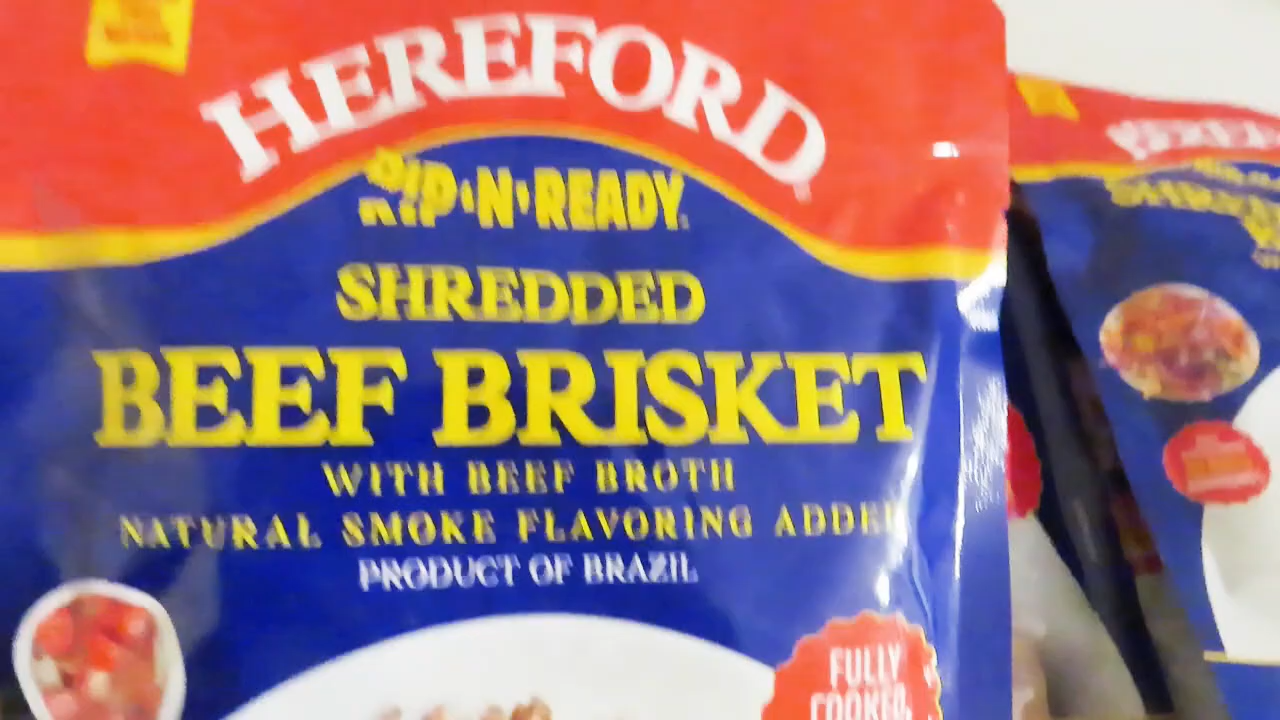 HEREFORD
RIP 'N' READY
SHREDDED
BEEF BRISKET
WITH BEEF BROTH
NATURAL SMOKE FLAVORING ADDED
PRODUCT OF BRAZIL
FULLY
COOKED